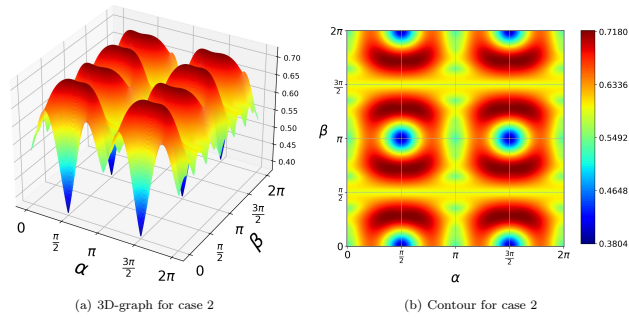 0.70
0.65
0.60
0.55
0.50
0.45
0.40
0
π/2
π
3π/2
2π
α
0
π/2
π
3π/2
2π
β
2π
3π/2
β π
π/2
0
0 π/2 π 3π/2 2π
α
0.7180
0.6336
0.5492
0.4648
0.3804
(a) 3D-graph for case 2
(b) Contour for case 2